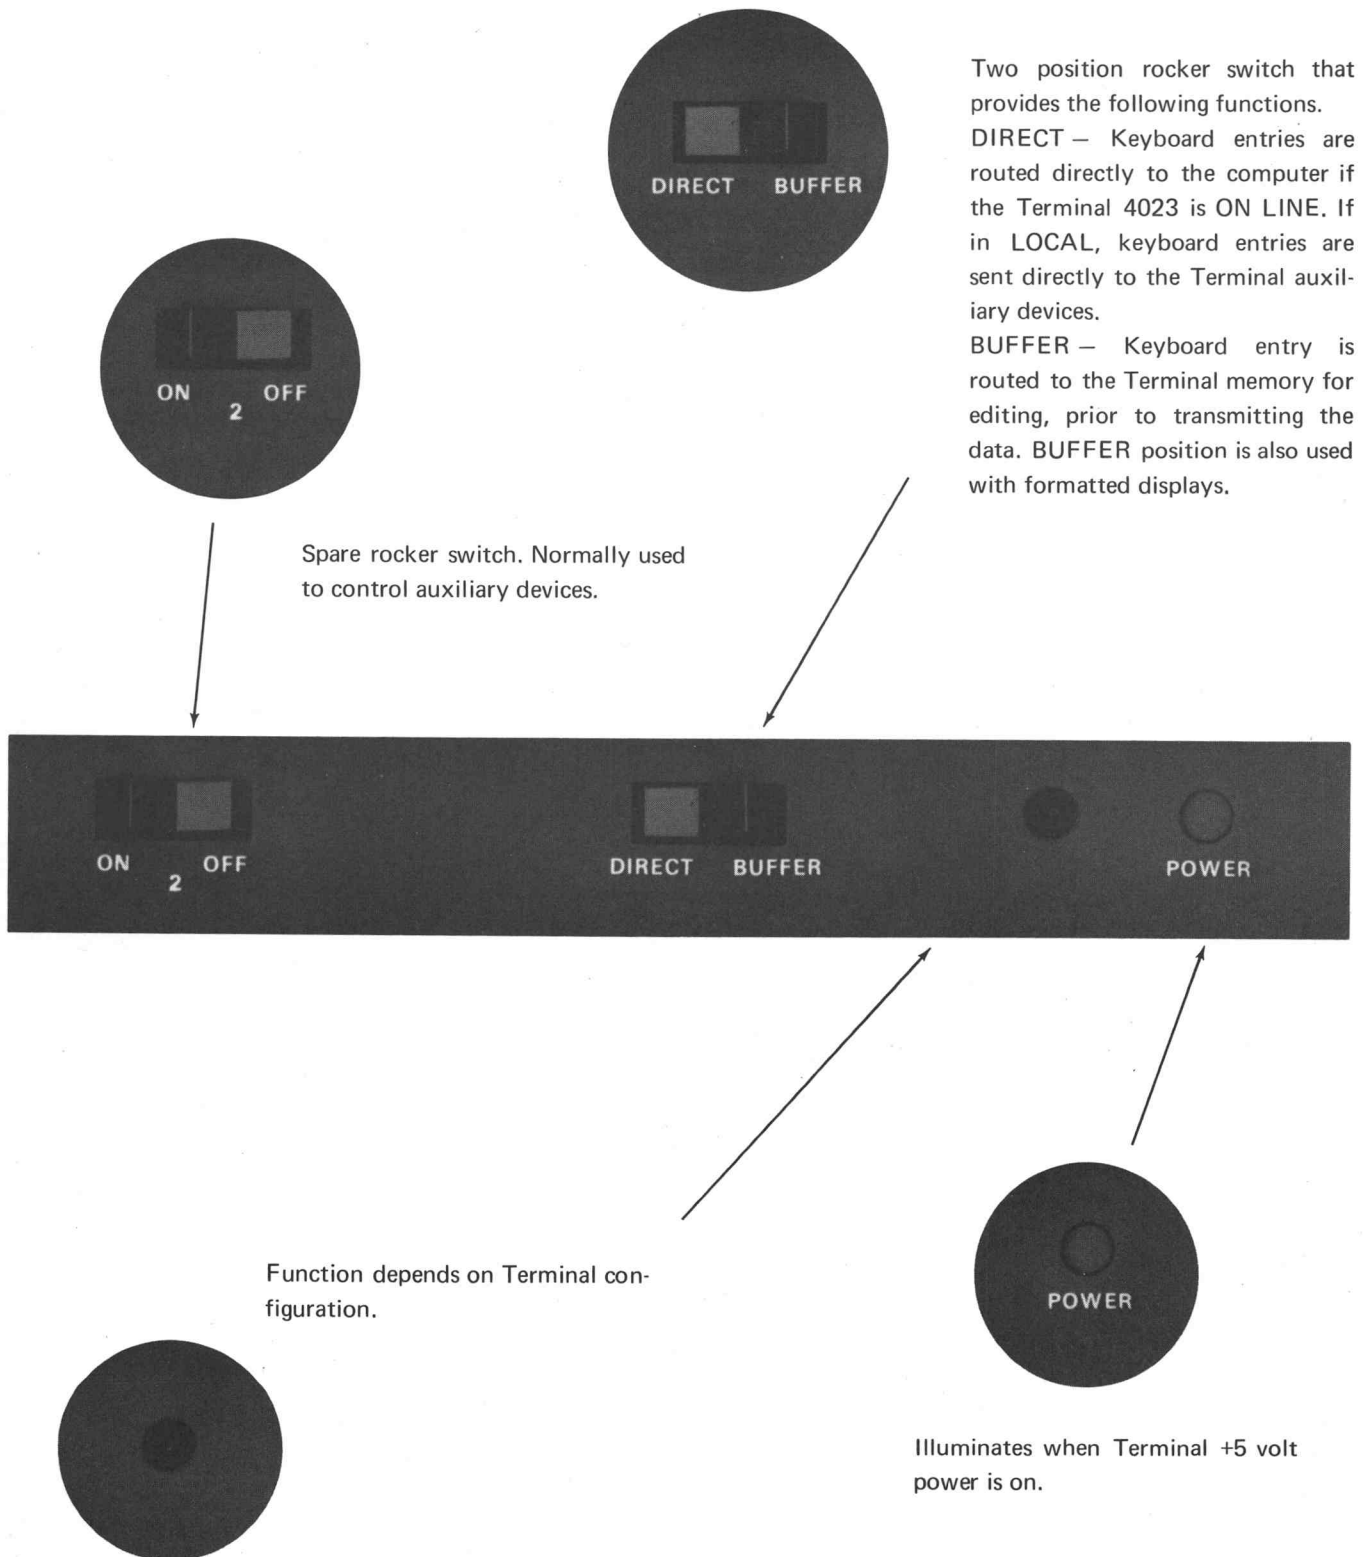 Two position rocker switch that
provides the following functions.
DIRECT — Keyboard entries are
routed directly to the computer if
the Terminal 4023 is ON LINE. If
in LOCAL, keyboard entries are
sent directly to the Terminal auxil-
iary devices.
BUFFER — Keyboard entry is
routed to the Terminal memory for
editing, prior to transmitting the
data. BUFFER position is also used
with formatted displays.
DIRECT BUFFER
ON OFF
2
Spare rocker switch. Normally used
to control auxiliary devices.
ON OFF
2
DIRECT BUFFER
POWER
Function depends on Terminal con-
figuration.
POWER
Illuminates when Terminal +5 volt
power is on.